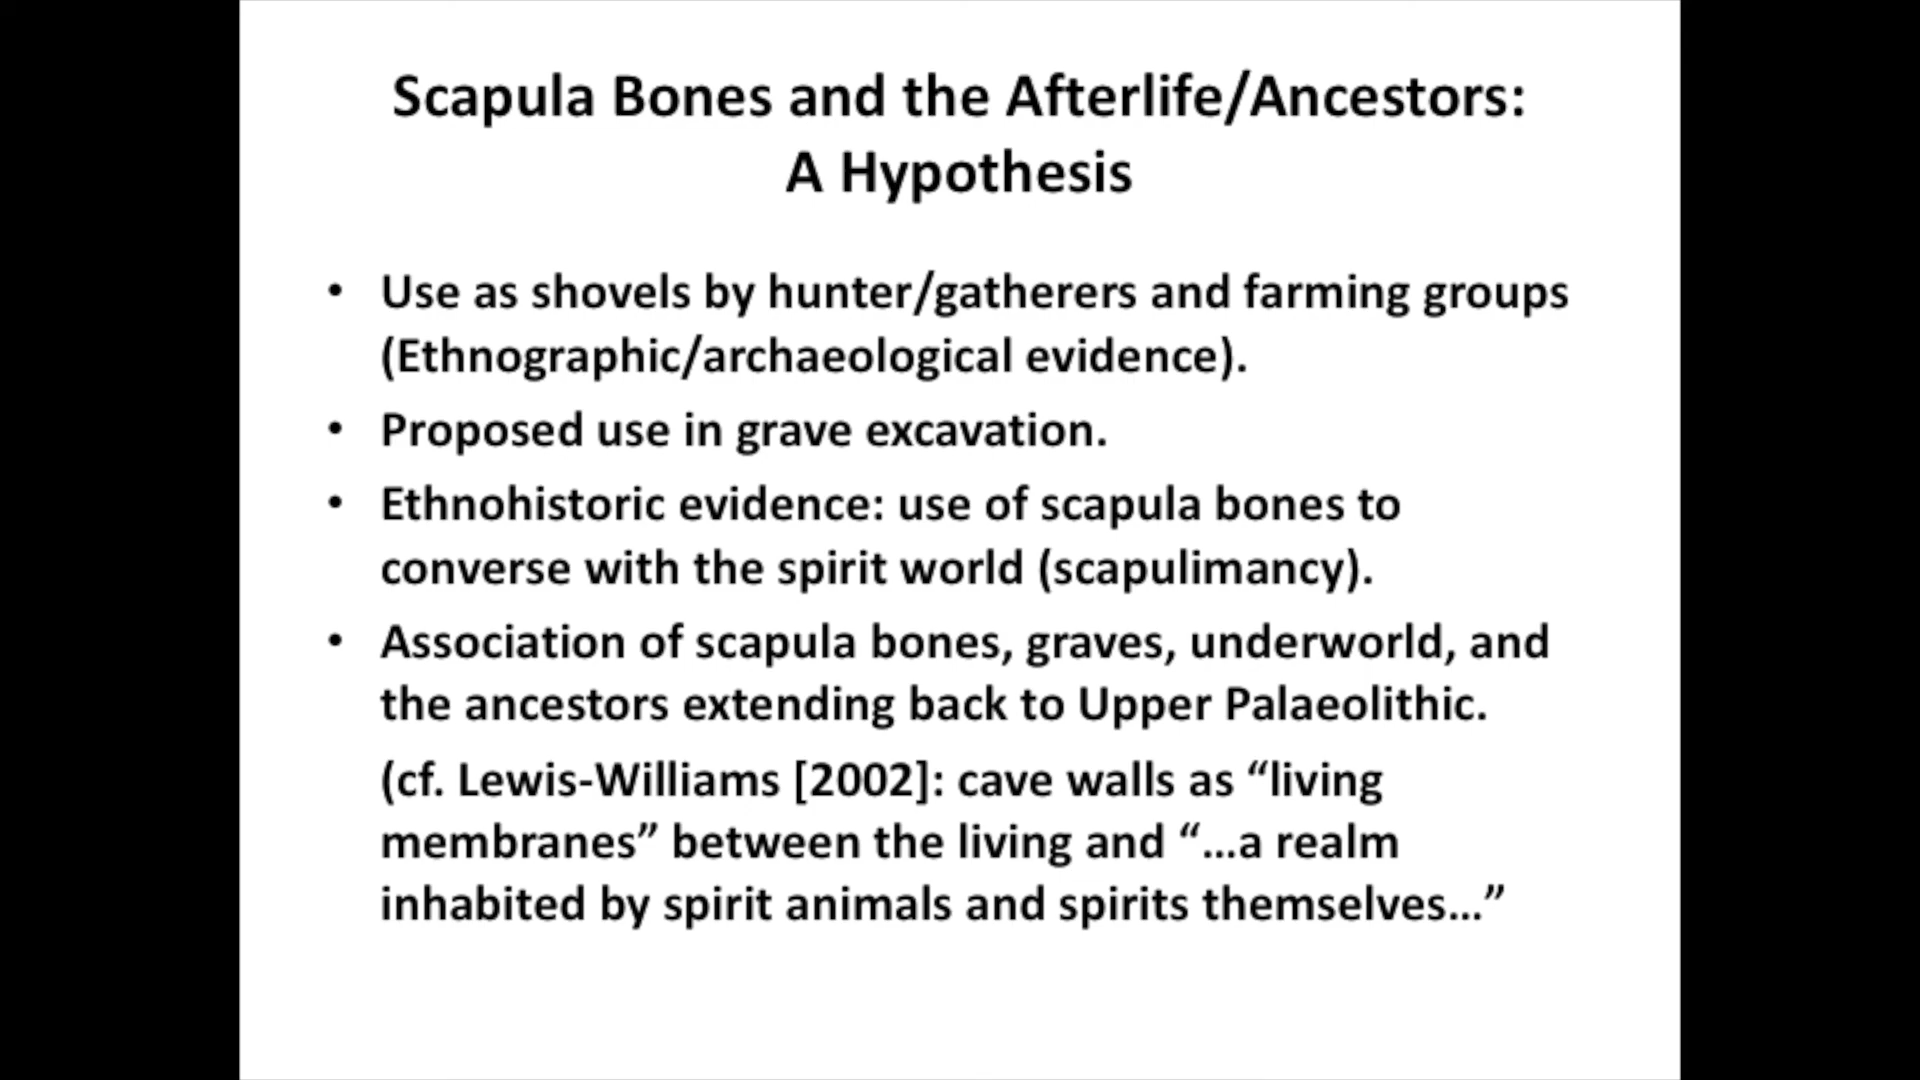 Scapula Bones and the Afterlife/Ancestors:
A Hypothesis
• Use as shovels by hunter/gatherers and farming groups
(Ethnographic/archaeological evidence).
• Proposed use in grave excavation.
• Ethnohistoric evidence: use of scapula bones to
converse with the spirit world (scapulimancy).
• Association of scapula bones, graves, underworld, and
the ancestors extending back to Upper Palaeolithic.
(cf. Lewis-Williams [2002]: cave walls as “living
membranes” between the living and “...a realm
inhabited by spirit animals and spirits themselves...”